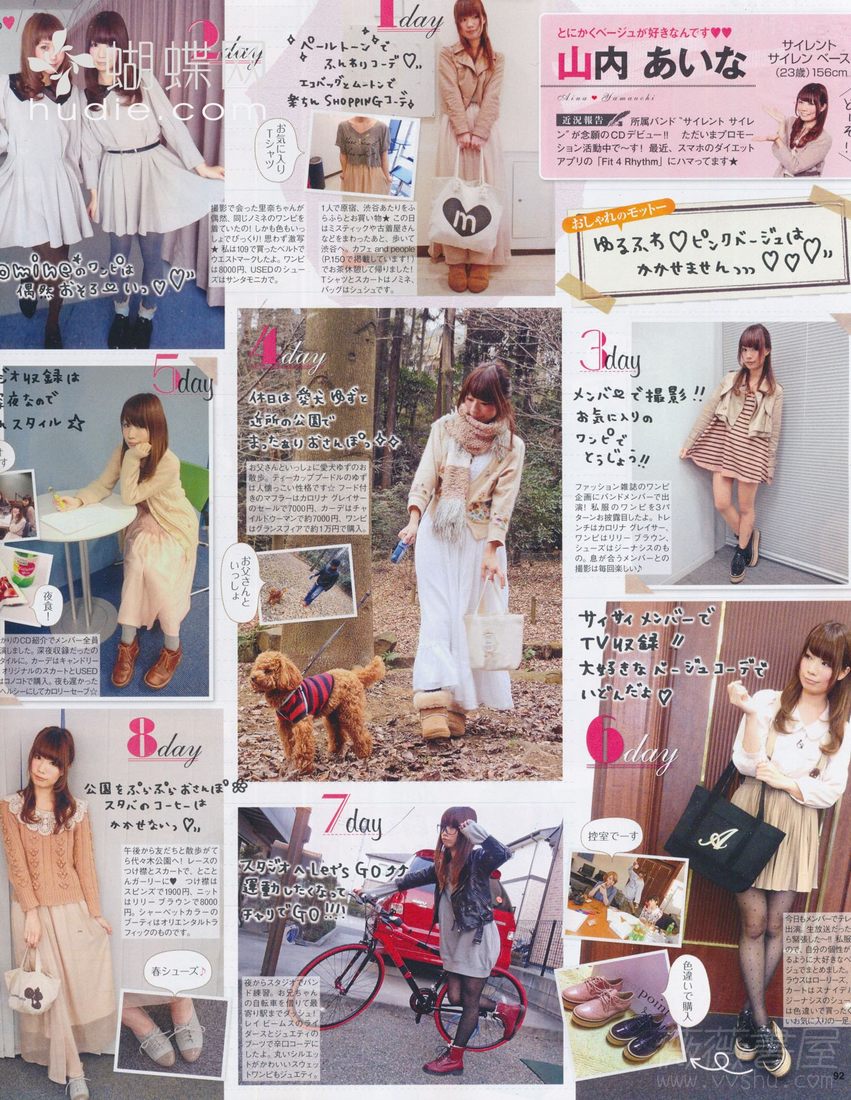 蝴蝶
hudie.com
2day
omine*のワンピは
偶然おそろ いっ♡♡
撮影で会った里奈ちゃんが
偶然、同じノミネのワンピを
着ていたの！しかも色もいっ
しょでびっくり！思わず激写
★私は109で買ったベルトで
ウエストマークしたよ。ワンピ
は8000円、USEDのシュー
ズはサンタモニカで。
1day
ペールトーンで
ふんわりコーデ♡,,
エコバッグとムートンで
楽ちんSHOPPINGコーデ
お気に入り
Tシャツ
m
1人で原宿、渋谷あたりをふ
らふらとお買い物★この日
はミスティックや古着屋さん
などをまわったあと、歩いて
渋谷へ。カフェand people
(P.150で掲載しています！)
でお茶休憩して帰りました！
Tシャツとスカートはノミネ、
バッグはシュシュです。
とにかくベージュが好きなんです♥♥
山内 あいな
Aina ♥ Yamauchi
サイレント
サイレン ベース
(23歳)156cm
どりそ！
近況報告 所属バンド“サイレント サイレ
ン”が念願のCDデビュー!! ただいまプロモー
ション活動中で〜す！最近、スマホのダイエット
アプリの「Fit 4 Rhythm」にハマってます★
おしゃれのモットー
ゆるふわ♡ピンクベージュは
かかせませんっっっ♡♡♡
5day
ジオ収録は
夜なので
スタイル☆
夜食！
かりのCD紹介でメンバー全員
演しました。深夜収録だったの
タイルに。カーデはキャンドリー
オリジナルのスカートとUSED
はコノコトで購入。夜も遅かった
ヘルシーにしてカロリーセーブ☆
4day
休日は愛犬ゆずと
近所の公園で
まったりおさんぽっ
お父さんといっしょに愛犬ゆずのお
散歩。ティーカッププードルのゆず
は人懐っこい性格です☆ フード付
きのマフラーはカロリナ グレイサー
のセールで7000円、カーデはチャ
イルドウーマンで約7000円、ワンピ
はグランスフィアで約1万円で購入。
お父さんと
いっしょ
3day
メンバーで撮影!!
お気に入りの
ワンピで
とうじょう!!
ファッション雑誌のワンピ
企画にバンドメンバーで出
演！私服のワンピを3パ
ターンお披露目したよ。トレ
ンチはカロリナ グレイサー、
ワンピはリリー ブラウン、
シューズはジーナシスのも
の。息が合うメンバーとの
撮影は毎回楽しい♪
サイサイメンバーで
TV収録!!
大好きなベージュコーデで
いどんだよ♡
6day
A
控室でーす
色違いで購入
point
今日もメンバーでテレ
出演。生放送だった
ら緊張した〜!! 私服
ので、自分の個性が
るように大好きなベ
ジュでまとめました。
ラウスはローリーズ、
カートはスナイデル
ジーナシスのシュー
は色違いで買ったく
いお気に入りの一足
8day
公園をぷらぷらおさんぽ
スタバのコーヒーは
かかせないっ♡,,
午後から友だちと散歩がて
ら代々木公園へ！レースの
つけ襟とスカートで、とこと
んガーリーに♥ つけ襟は
スピンズで1900円、ニット
はリリー ブラウンで8000
円。シャーベットカラーの
ブーティはオリエンタルトラ
フィックのものです。
春シューズ♪
7day
スタジオへLet's GO⤴⤴
運動したくなって
チャリでGO!!!
夜からスタジオでバン
ド練習。お兄ちゃん
の自転車を借りて最
寄り駅までダッシュ！
レイ ビームスのライ
ダースとジュエティの
ブーツで辛口コーデ
にしたよ。丸いシルエッ
トがかわいいスウェッ
トワンピもジュエティ。
薇薇書屋
www.vvshu.com
92